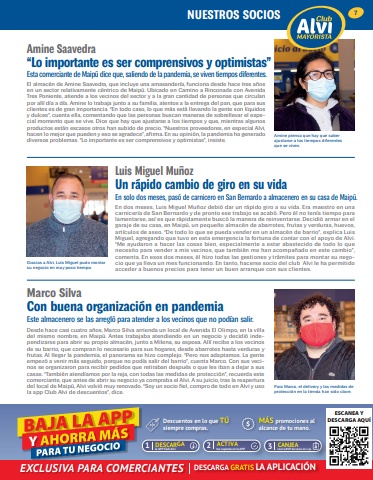 NUESTROS SOCIOS
Club
Alvi
MAYORISTA
7
Amine Saavedra
“Lo importante es ser comprensivos y optimistas”
Esta comerciante de Maipú dice que, saliendo de la pandemia, se viven tiempos diferentes.
El almacén de Amine Saavedra, que incluye una amasandería, funciona desde hace tres años
en un sector relativamente céntrico de Maipú. Ubicado en Camino a Rinconada con Avenida
Tres Poniente, atiende a los vecinos del sector y a la gran cantidad de personas que circulan
por allí día a día. Amine lo trabaja junto a su familia, atentos a la entrega del pan, que para sus
clientes es de gran importancia. “En todo caso, lo que más está llevando la gente son líquidos
y dulces”, cuenta ella, comentando que las personas buscan maneras de sobrellevar el espe-
cial momento que se vive. Dice que hay que ajustarse a los tiempos y que, mientras algunos
productos están escasos otros han subido de precio. “Nuestros proveedores, en especial Alvi,
hacen lo mejor que pueden y eso se agradece”, afirma. En su opinión, la pandemia ha generado
diversos problemas. “Lo importante es ser comprensivos y optimistas”, insiste.
Amine piensa que hay que saber
ajustarse a los tiempos diferentes
que se viven.
Luis Miguel Muñoz
Un rápido cambio de giro en su vida
En solo dos meses, pasó de carnicero en San Bernardo a almacenero en su casa de Maipú.
En dos meses, Luis Miguel Muñoz debió dar un rápido giro a su vida. Era maestro en una
carnicería de San Bernardo y de pronto ese trabajo se acabó. Pero él no tenía tiempo para
lamentarse, así es que rápidamente buscó la manera de reinventarse. Decidió armar en el
garaje de su casa, en Maipú, un pequeño almacén de abarrotes, frutas y verduras, huevos,
artículos de aseo. “De todo lo que se pueda vender en un almacén de barrio”, explica Luis
Miguel, agregando que tuvo en esta emergencia la fortuna de contar con el apoyo de Alvi.
“Me ayudaron a hacer las cosas bien, especialmente a estar abastecido de todo lo que
necesito para vender a mis vecinos, que también me han acompañado en este cambio”,
comenta. En esos dos meses, él hizo todas las gestiones y trámites para montar su nego-
cio que ya lleva un mes funcionando. En tanto, hacerse socio del club Alvi le ha permitido
acceder a buenos precios para tener un buen arranque con sus clientes.
Gracias a Alvi, Luis Miguel pudo montar
su negocio en muy poco tiempo.
Marco Silva
Con buena organización en pandemia
Este almacenero se las arregló para atender a los vecinos que no podían salir.
Desde hace casi cuatro años, Marco Silva arrienda un local de Avenida El Olimpo, en la villa
del mismo nombre, en Maipú. Antes trabajaba atendiendo en un negocio y decidió inde-
pendizarse para abrir su propio almacén, junto a Milena, su esposa. Allí recibe a los vecinos
de su barrio, que compran lo necesario para sus hogares, desde abarrotes hasta verduras y
frutas. Al llegar la pandemia, el panorama se hizo complejo. “Pero nos adaptamos. La gente
empezó a venir más seguido, porque no podía salir del barrio”, cuenta Marco. Con sus veci-
nos se organizaron para recibir pedidos que retiraban después o que les iban a dejar a sus
casas. “También atendíamos por la reja, con todas las medidas de protección”, recuerda este
comerciante, que antes de abrir su negocio ya compraba el Alvi. A su juicio, tras la reapertura
del local de Maipú, Alvi volvió muy renovado. “Soy un socio fiel, compro de todo en Alvi y uso
la app Club Alvi de descuentos”, dice.
Para Marco, el delivery y las medidas de
protección en la tienda han sido clave.
BAJA LA APP
Y AHORRA MÁS
PARA TU NEGOCIO
Descuentos en lo que TÚ
siempre compras.
MÁS promociones al
alcance de tu mano.
1 DESCARGA
2 ACTIVA
3 CANJEA
ESCANEA Y
DESCARGA AQUÍ
EXCLUSIVA PARA COMERCIANTES | DESCARGA GRATIS LA APLICACIÓN